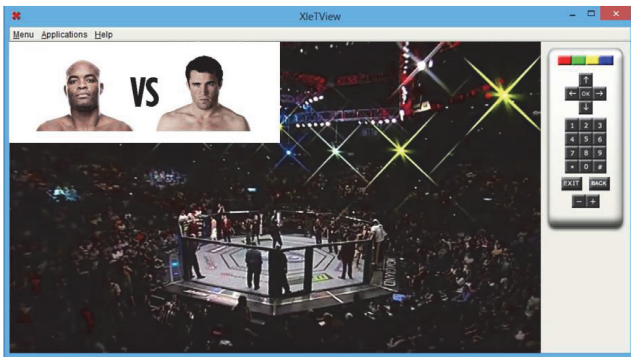 XleTView
Menu Applications Help
VS
↑
← OK →
↓
1 2 3
4 5 6
7 8 9
* 0 #
EXIT BACK
- +